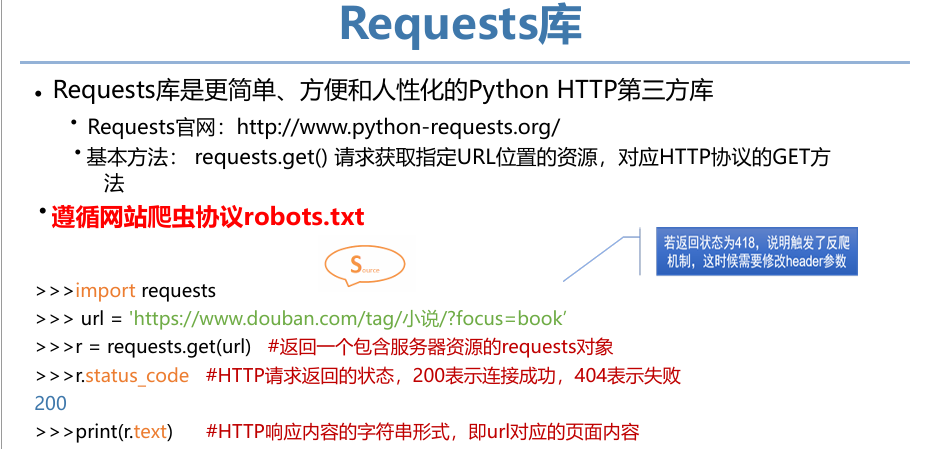 Requests库
• Requests库是更简单、方便和人性化的Python HTTP第三方库
• Requests官网：http://www.python-requests.org/
• 基本方法： requests.get() 请求获取指定URL位置的资源，对应HTTP协议的GET方
法
• 遵循网站爬虫协议robots.txt
若返回状态为418，说明触发了反爬
机制，这时候需要修改header参数
Source
>>>import requests
>>> url = 'https://www.douban.com/tag/小说/?focus=book’
>>>r = requests.get(url) #返回一个包含服务器资源的requests对象
>>>r.status_code #HTTP请求返回的状态，200表示连接成功，404表示失败
200
>>>print(r.text) #HTTP响应内容的字符串形式，即url对应的页面内容